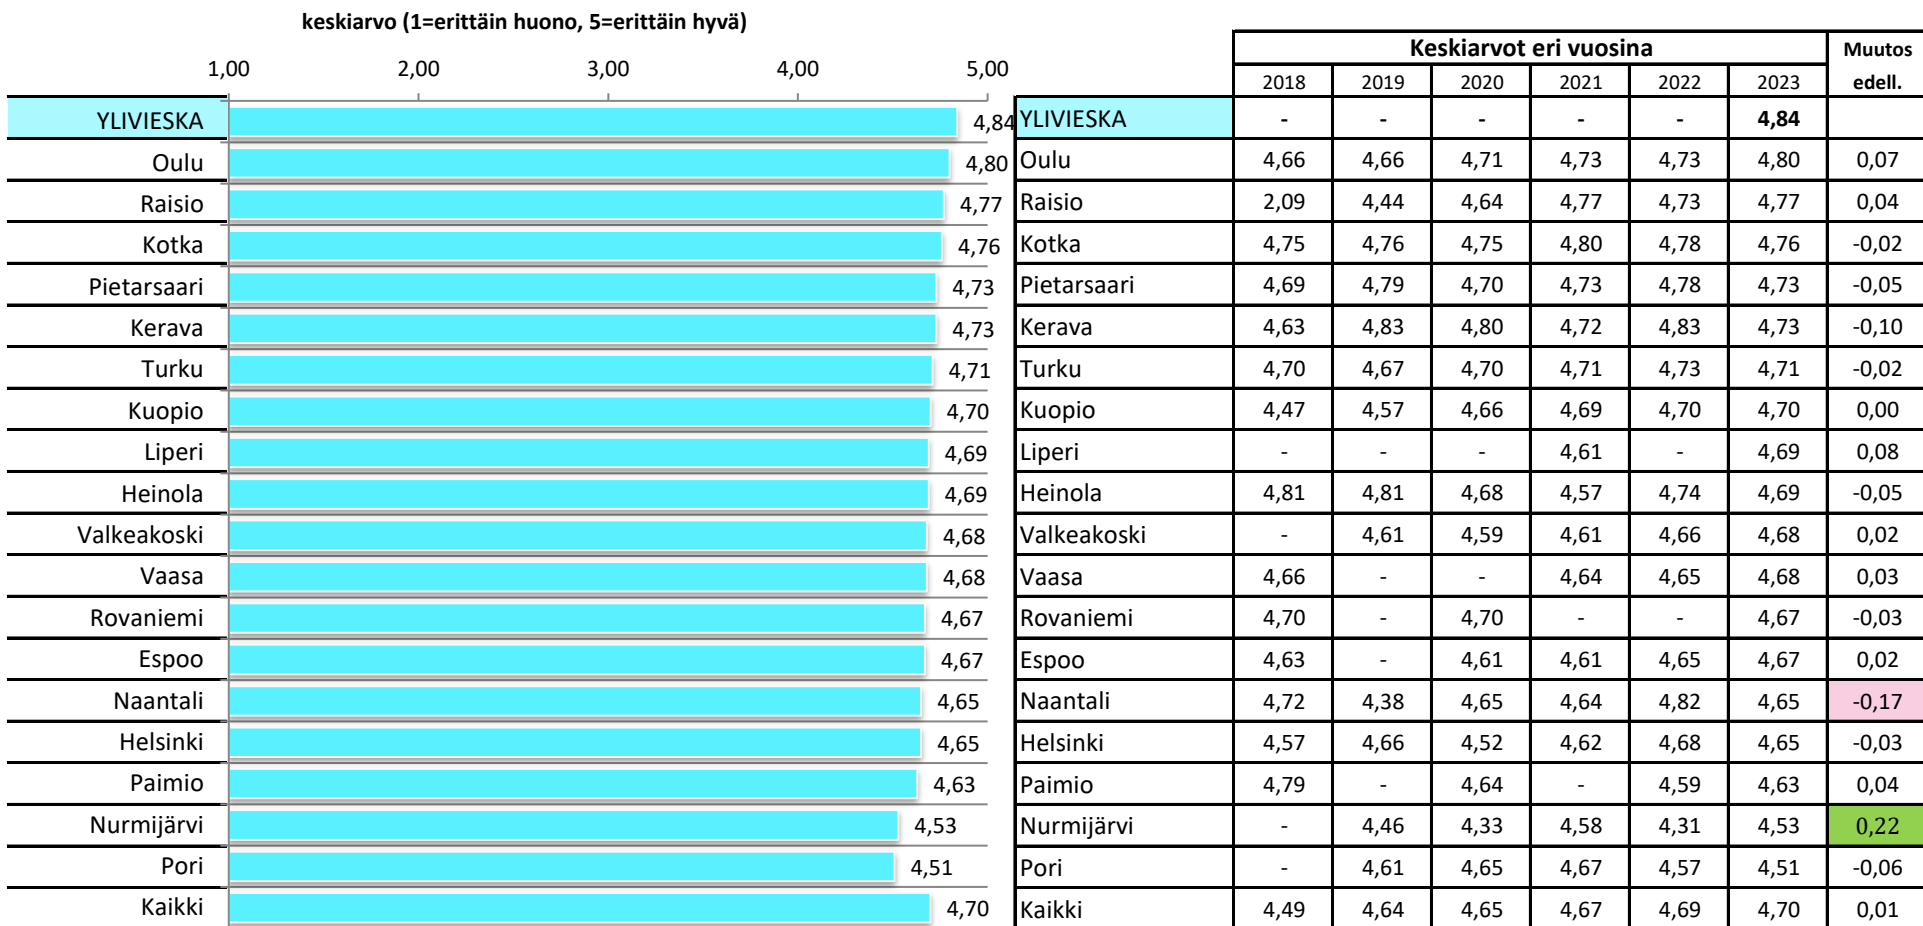 keskiarvo (1=erittäin huono, 5=erittäin hyvä)
1,00 2,00 3,00 4,00 5,00
YLIVIESKA 4,84
Oulu 4,80
Raisio 4,77
Kotka 4,76
Pietarsaari 4,73
Kerava 4,73
Turku 4,71
Kuopio 4,70
Liperi 4,69
Heinola 4,69
Valkeakoski 4,68
Vaasa 4,68
Rovaniemi 4,67
Espoo 4,67
Naantali 4,65
Helsinki 4,65
Paimio 4,63
Nurmijärvi 4,53
Pori 4,51
Kaikki 4,70
Keskiarvot eri vuosina Muutos
2018 2019 2020 2021 2022 2023 edell.
YLIVIESKA - - - - - 4,84
Oulu 4,66 4,66 4,71 4,73 4,73 4,80 0,07
Raisio 2,09 4,44 4,64 4,77 4,73 4,77 0,04
Kotka 4,75 4,76 4,75 4,80 4,78 4,76 -0,02
Pietarsaari 4,69 4,79 4,70 4,73 4,78 4,73 -0,05
Kerava 4,63 4,83 4,80 4,72 4,83 4,73 -0,10
Turku 4,70 4,67 4,70 4,71 4,73 4,71 -0,02
Kuopio 4,47 4,57 4,66 4,69 4,70 4,70 0,00
Liperi - - - 4,61 - 4,69 0,08
Heinola 4,81 4,81 4,68 4,57 4,74 4,69 -0,05
Valkeakoski - 4,61 4,59 4,61 4,66 4,68 0,02
Vaasa 4,66 - - 4,64 4,65 4,68 0,03
Rovaniemi 4,70 - 4,70 - - 4,67 -0,03
Espoo 4,63 - 4,61 4,61 4,65 4,67 0,02
Naantali 4,72 4,38 4,65 4,64 4,82 4,65 -0,17
Helsinki 4,57 4,66 4,52 4,62 4,68 4,65 -0,03
Paimio 4,79 - 4,64 - 4,59 4,63 0,04
Nurmijärvi - 4,46 4,33 4,58 4,31 4,53 0,22
Pori - 4,61 4,65 4,67 4,57 4,51 -0,06
Kaikki 4,49 4,64 4,65 4,67 4,69 4,70 0,01